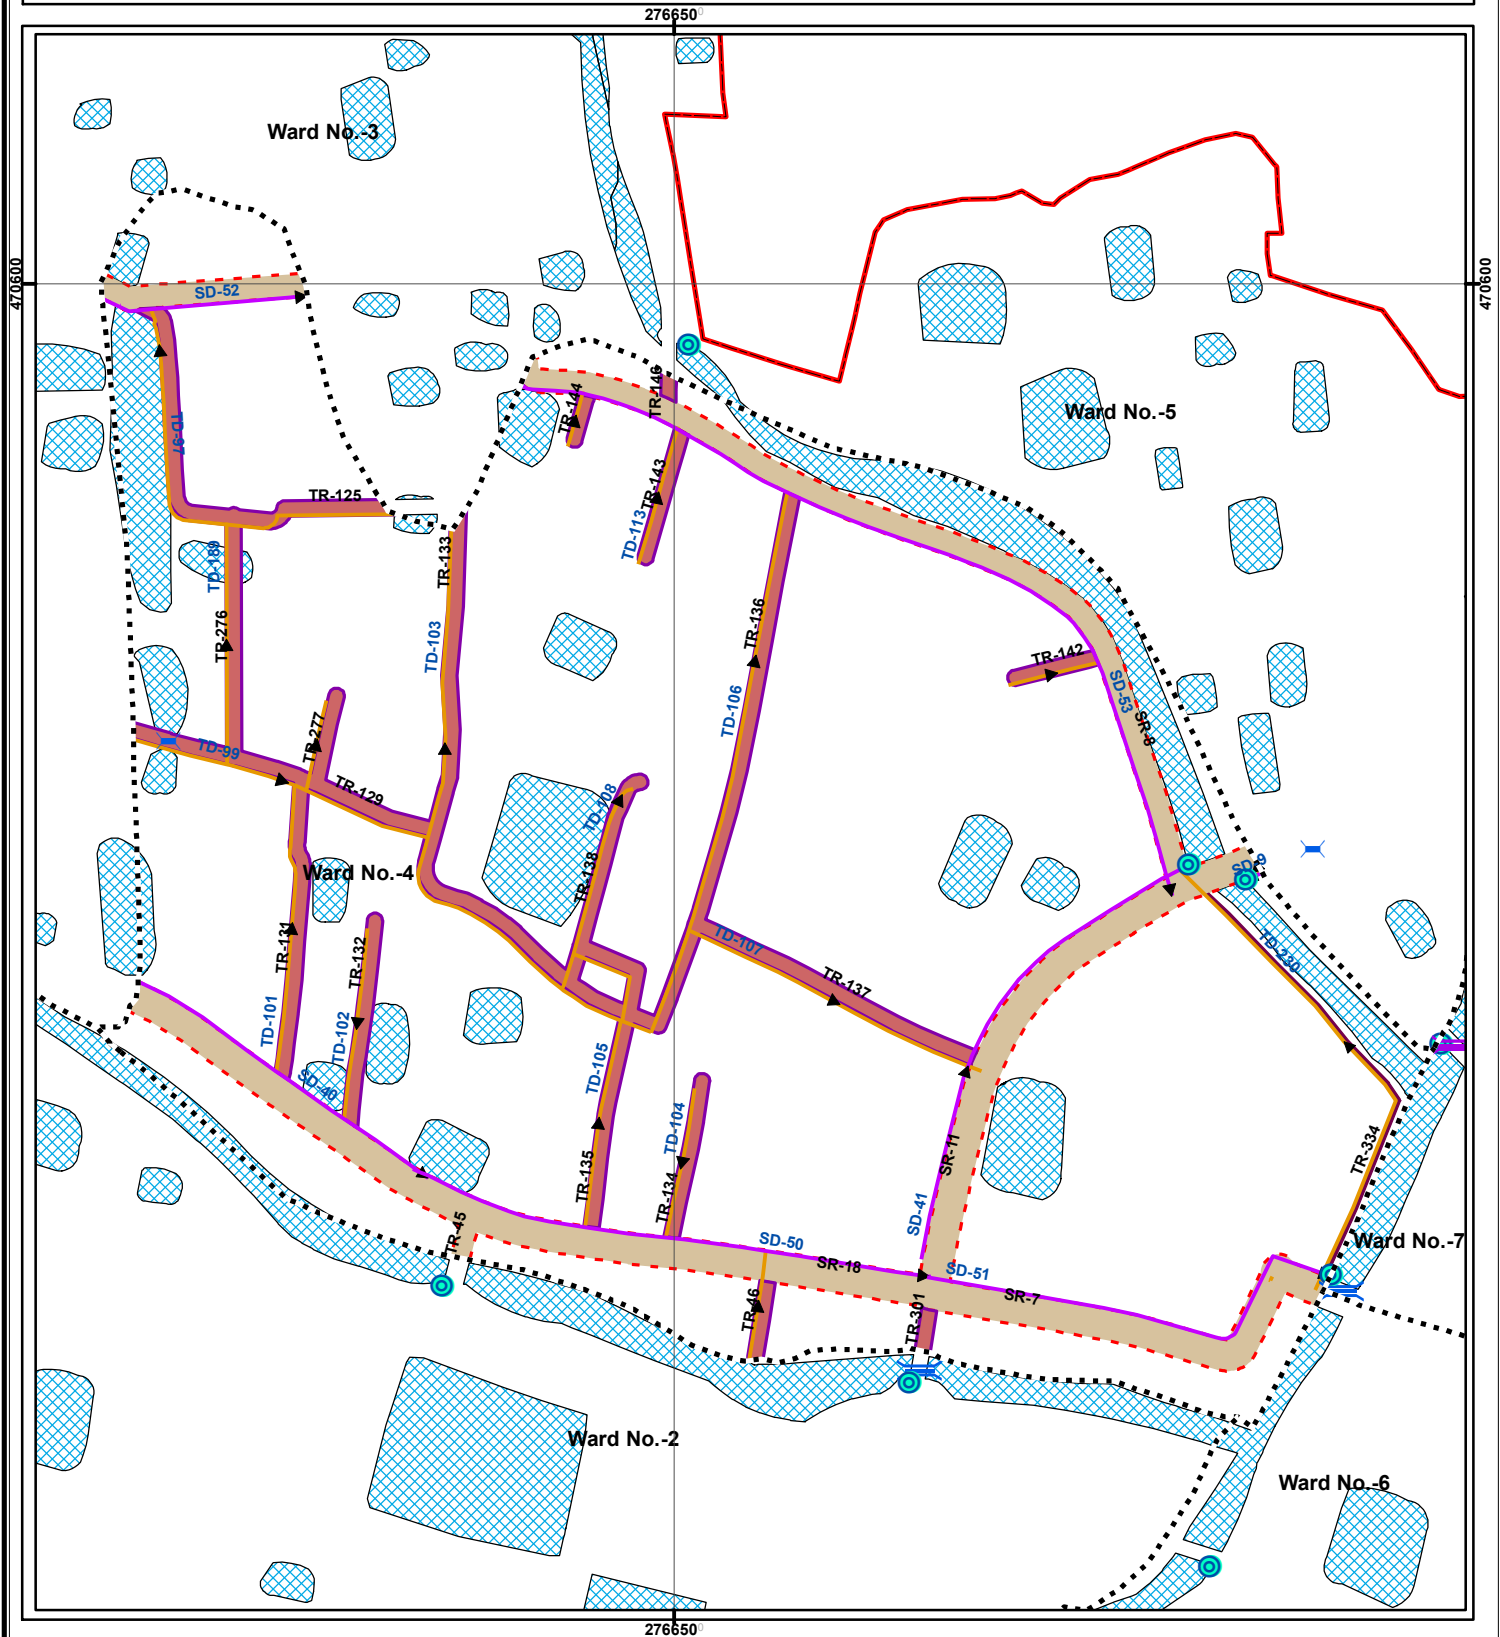 276650
Ward No.-3
470600
470600
SD-52
TR-146
TR-144
Ward No.-5
TD-97
TR-143
TR-125
TD-113
TR-133
TD-189
TR-276
TR-136
TD-103
TR-142
SD-53
TD-106
SR-8
TR-277
TD-99
TR-129
TD-108
SD-9
Ward No.-4
TR-138
TR-131
TR-132
TD-107
TD-230
TR-137
TD-101
TD-102
TD-105
SD-40
TD-104
SR-11
TR-334
TR-135
TR-134
SD-41
TR-45
SD-50
Ward No.-7
SR-18
SD-51
SR-7
TR-46
TR-301
Ward No.-2
Ward No.-6
276650